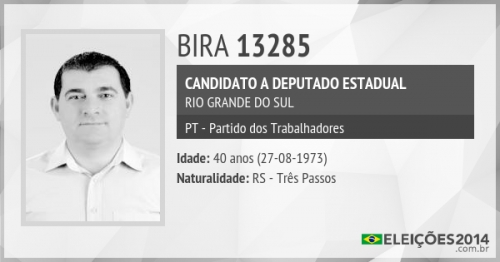 BIRA 13285
CANDIDATO A DEPUTADO ESTADUAL
RIO GRANDE DO SUL
PT - Partido dos Trabalhadores
Idade: 40 anos (27-08-1973)
Naturalidade: RS - Três Passos
ELEIÇÕES2014
.com.br